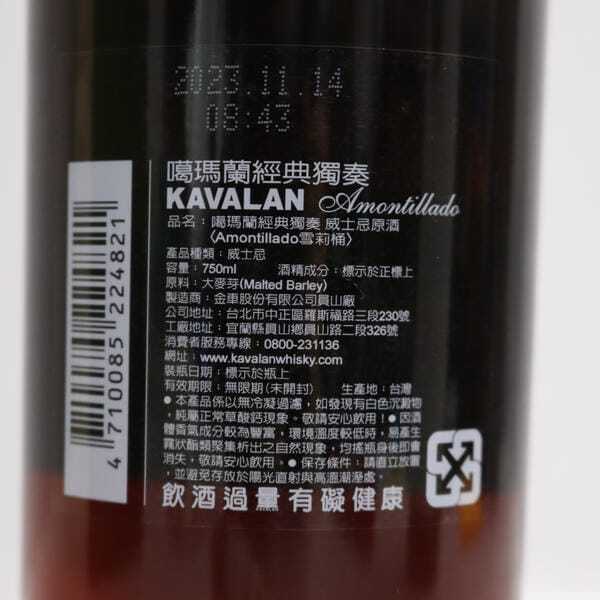 2023.11.14
08:43
噶瑪蘭經典獨奏
KAVALAN Amontillado
品名：噶瑪蘭經典獨奏 威士忌原酒
〈Amontillado雪莉桶〉
產品種類：威士忌
容量：750ml 酒精成分：標示於正標上
原料：大麥芽(Malted Barley)
製造商：金車股份有限公司員山廠
公司地址：台北市中正區羅斯福路三段230號
工廠地址：宜蘭縣員山鄉員山路二段326號
消費者服務專線：0800-231136
網址：www.kavalanwhisky.com
裝瓶日期：標示於瓶上
有效期限：無限期(未開封) 生產地：台灣
●本產品係以無冷凝過濾，如發現有白色沉澱物
，純屬正常草酸鈣現象。敬請安心飲用！●因酒
體香氣成分較為豐富，環境溫度較低時，易產生
霧狀酯類聚集析出之自然現象，均搖瓶身後即會
消失，敬請安心飲用。●保存條件：請直立放置
，並避免存放於陽光直射與高溫潮溼處。
飲酒過量有礙健康
4 710085 224821